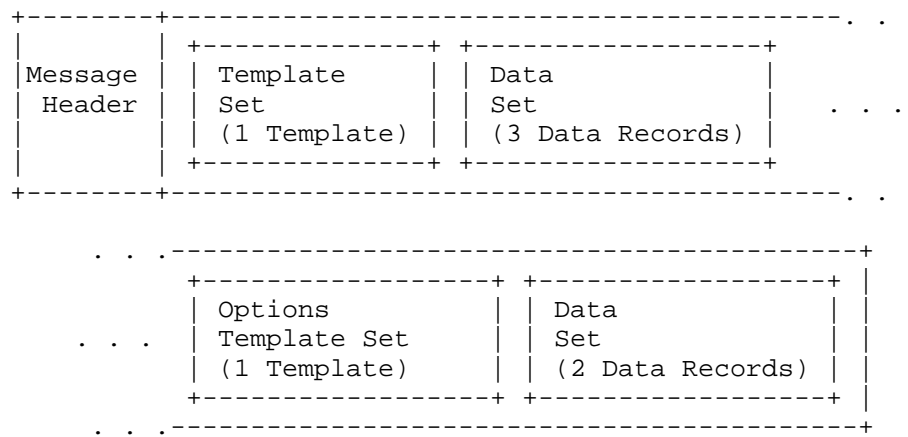 Message Header
Template Set (1 Template)
Data Set (3 Data Records)
. . .
. . .
Options Template Set (1 Template)
Data Set (2 Data Records)